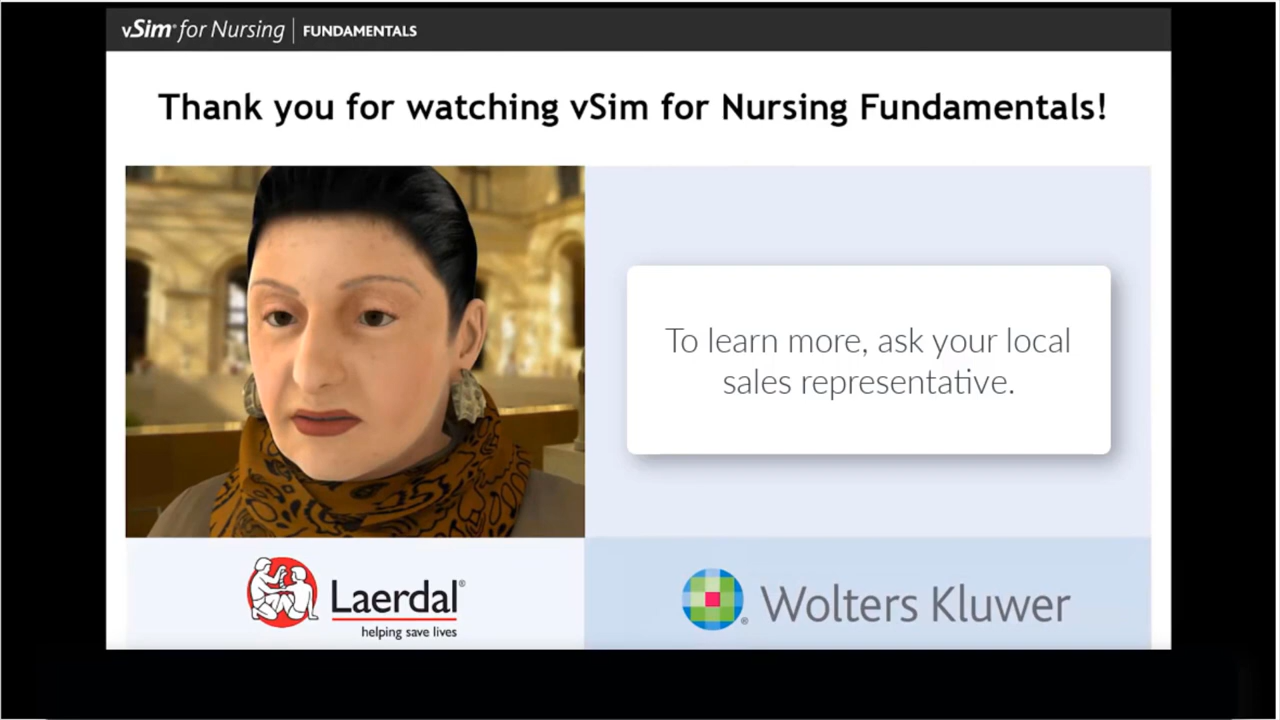 vSim® for Nursing | FUNDAMENTALS
Thank you for watching vSim for Nursing Fundamentals!
To learn more, ask your local
sales representative.
Laerdal®
helping save lives
® Wolters Kluwer